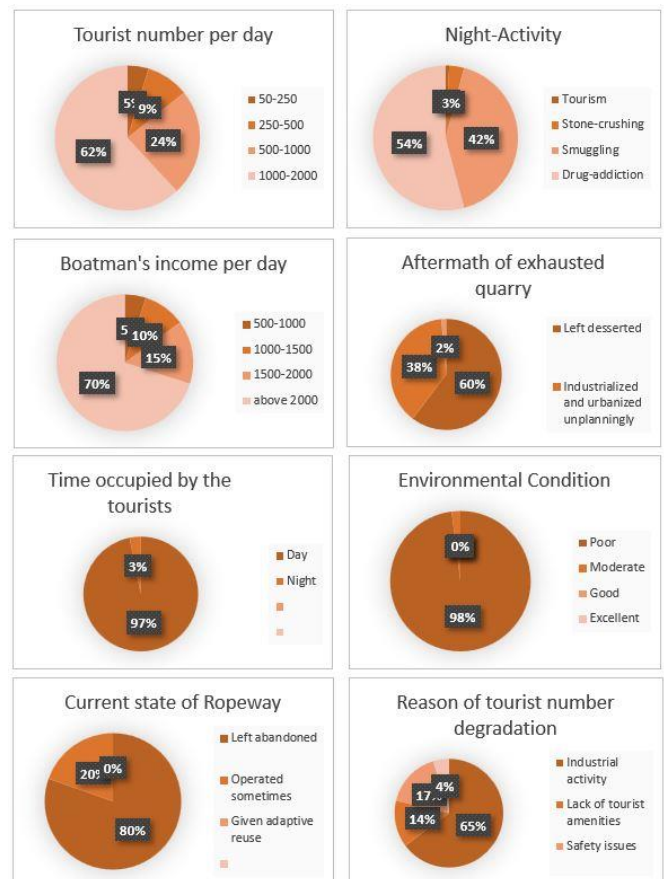 Tourist number per day
5%
9%
24%
62%
50-250
250-500
500-1000
1000-2000
Night-Activity
3%
42%
54%
Tourism
Stone-crushing
Smuggling
Drug-addiction
Boatman's income per day
10%
15%
70%
500-1000
1000-1500
1500-2000
above 2000
Aftermath of exhausted
quarry
2%
38%
60%
Left desserted
Industrialized
and urbanized
unplanningly
Time occupied by the
tourists
3%
97%
Day
Night
Environmental Condition
0%
98%
Poor
Moderate
Good
Excellent
Current state of Ropeway
20%
0%
80%
Left abandoned
Operated
sometimes
Given adaptive
reuse
Reason of tourist number
degradation
4%
17%
14%
65%
Industrial
activity
Lack of tourist
amenities
Safety issues